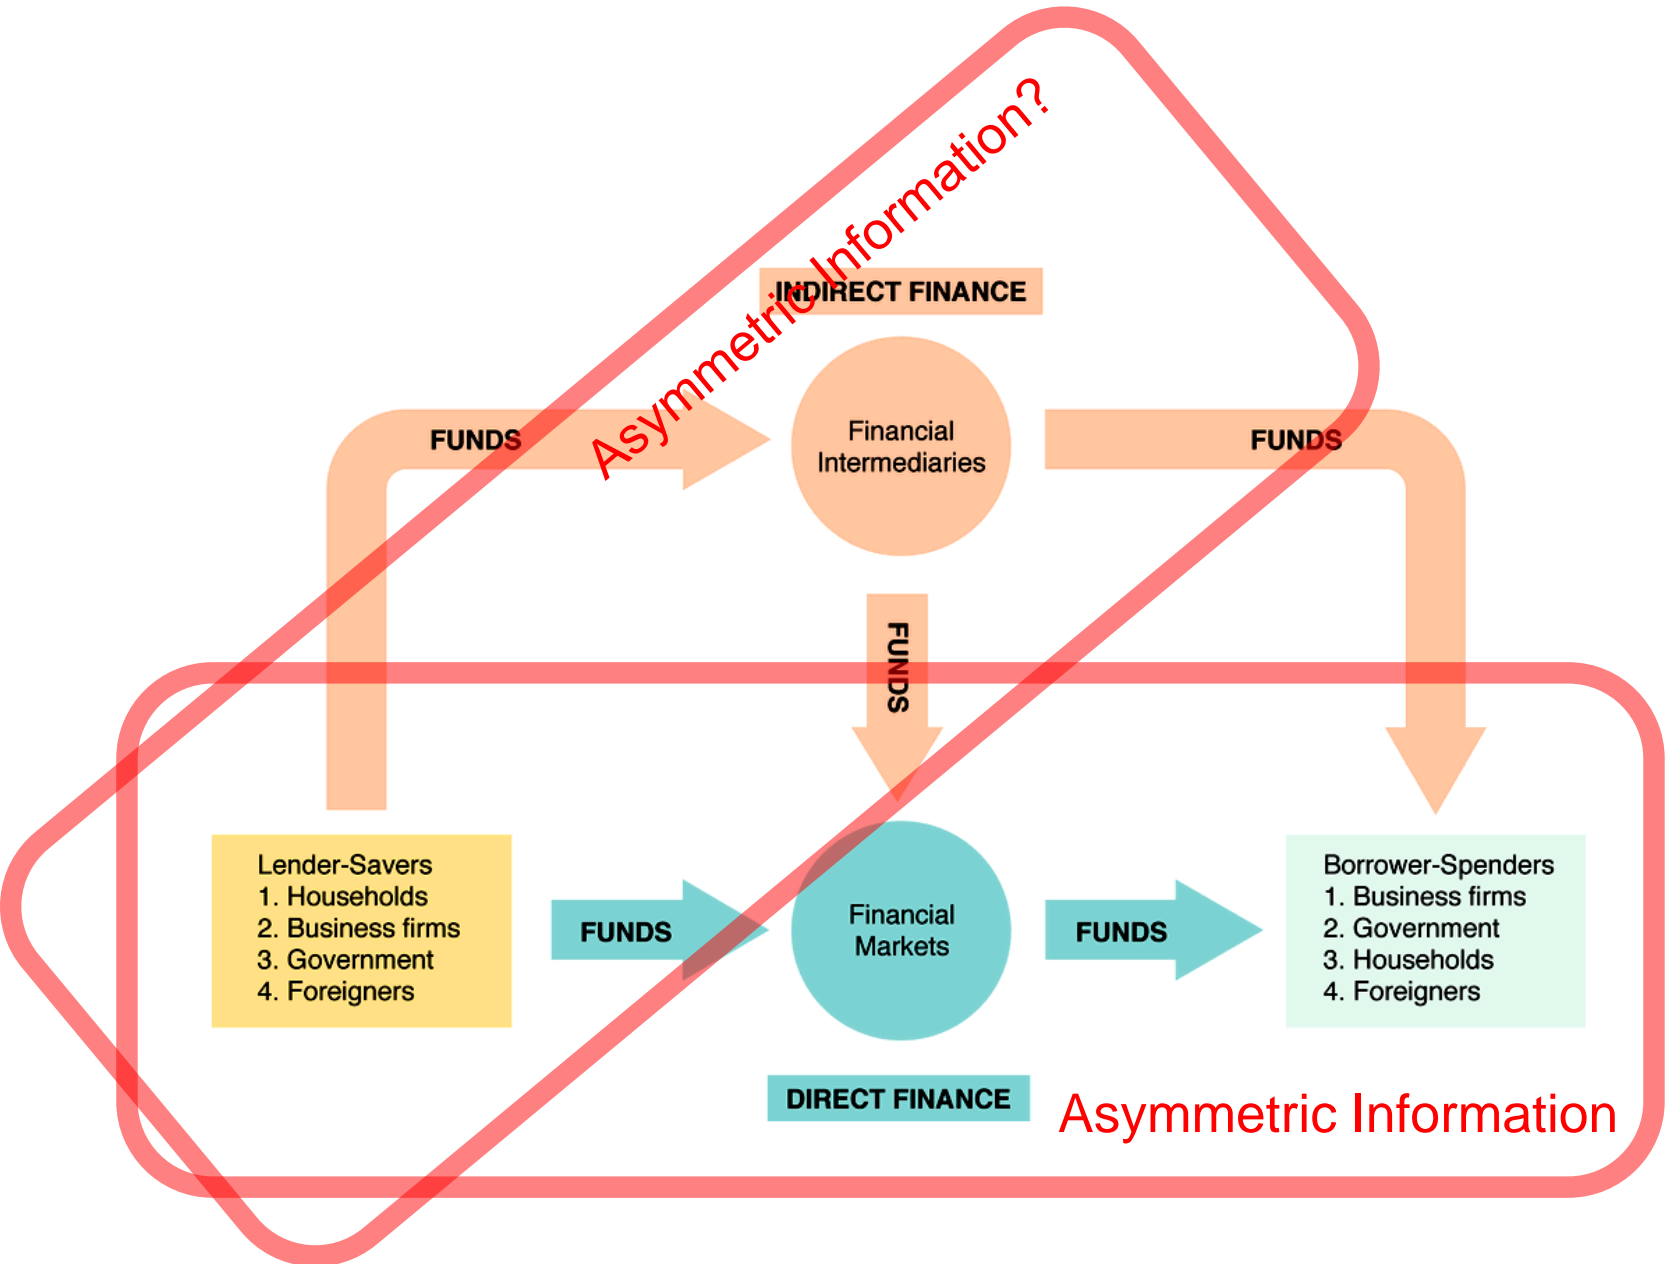 Asymmetric Information?
INDIRECT FINANCE
FUNDS
Financial
Intermediaries
FUNDS
FUNDS
Lender-Savers
1. Households
2. Business firms
3. Government
4. Foreigners
FUNDS
Financial
Markets
FUNDS
Borrower-Spenders
1. Business firms
2. Government
3. Households
4. Foreigners
DIRECT FINANCE
Asymmetric Information